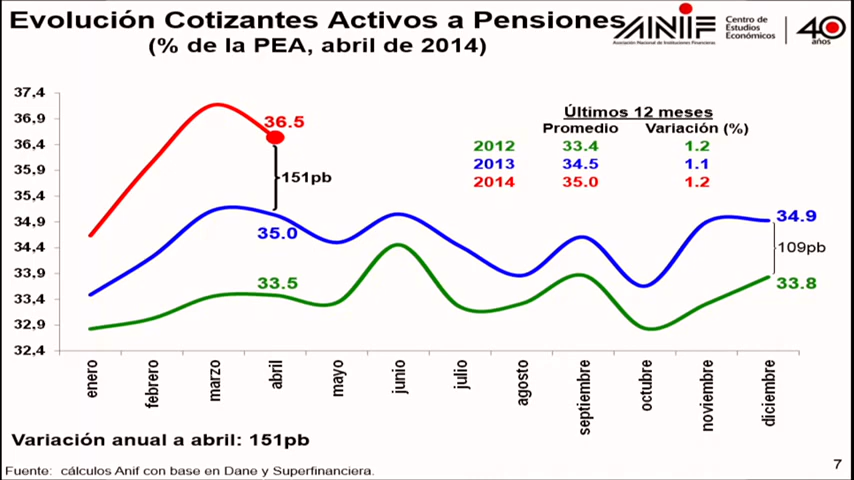 Evolución Cotizantes Activos a Pensiones
(% de la PEA, abril de 2014)
ANIF
Asociación Nacional de Instituciones Financieras
Centro de
Estudios
Económicos
40
años
37,4
36,9
36,4
35,9
35,4
34,9
34,4
33,9
33,4
32,9
32,4
36.5
151pb
35.0
33.5
Últimos 12 meses
Promedio Variación (%)
2012 33.4 1.2
2013 34.5 1.1
2014 35.0 1.2
34.9
109pb
33.8
enero
febrero
marzo
abril
mayo
junio
julio
agosto
septiembre
octubre
noviembre
diciembre
Variación anual a abril: 151pb
Fuente: cálculos Anif con base en Dane y Superfinanciera.
7